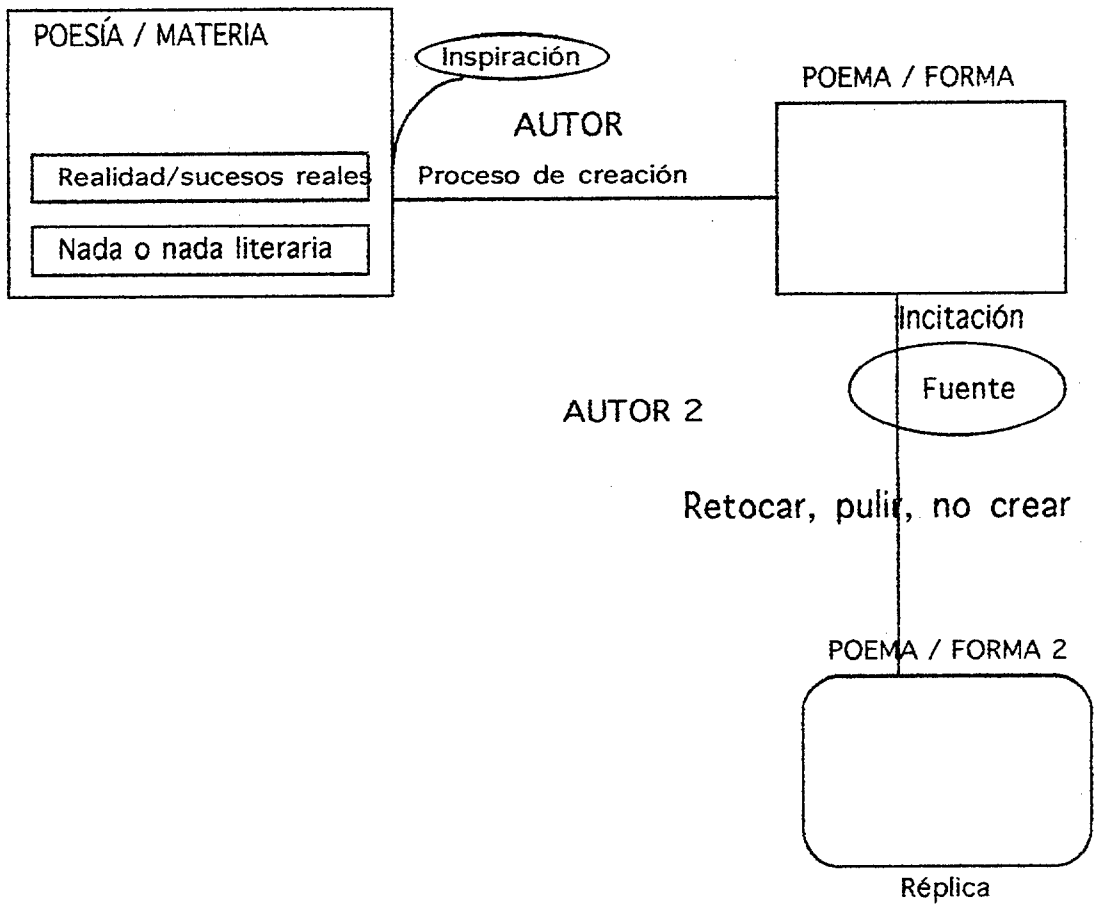 POESÍA / MATERIA
Inspiración
POEMA / FORMA
AUTOR
Realidad/sucesos reales
Proceso de creación
Nada o nada literaria
Incitación
Fuente
AUTOR 2
Retocar, pulir, no crear
POEMA / FORMA 2
Réplica